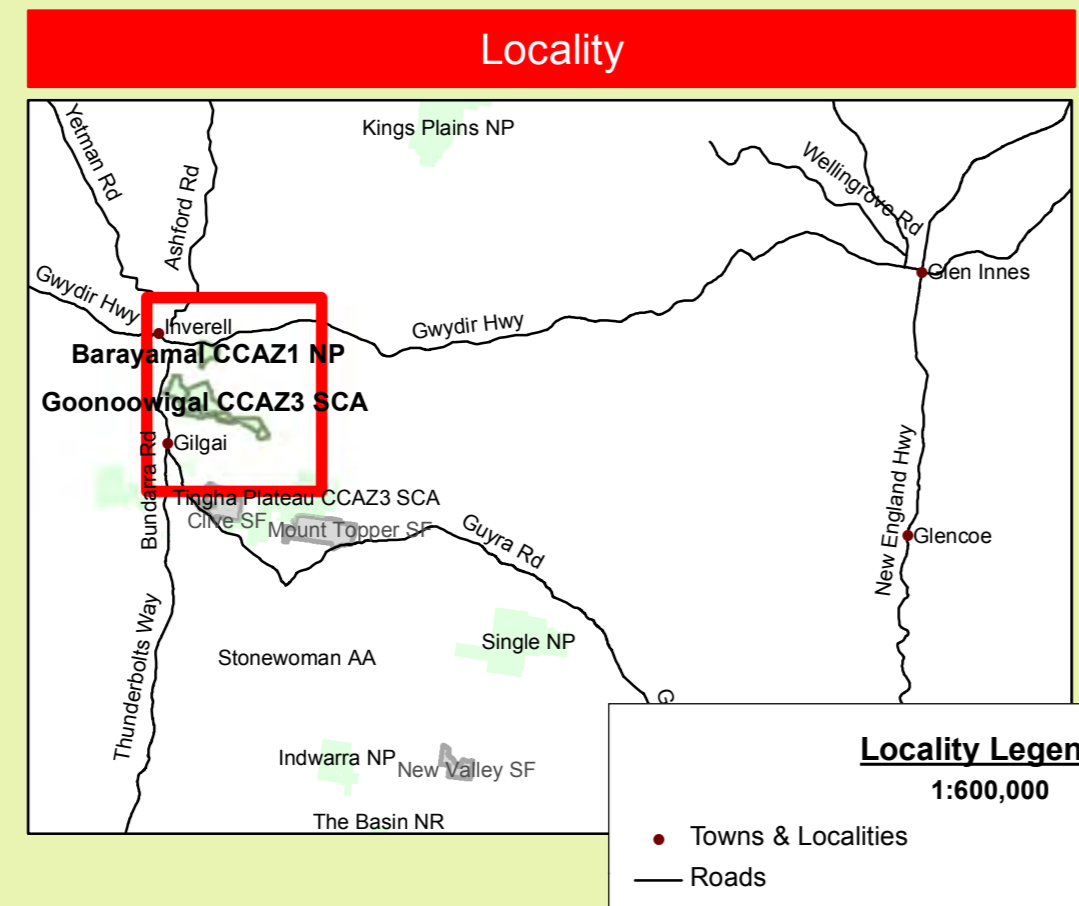 Locality
Yetman Rd
Ashford Rd
Kings Plains NP
Wellingrove Rd
Gwydir Hwy
Glen Innes
Inverell
Gwydir Hwy
Barayamal CCAZ1 NP
Goonoowigal CCAZ3 SCA
Gilgai
Bundarra Rd
Tingha Plateau CCAZ3 SCA
Clive SF
Mount Topper SF
Guyra Rd
New England Hwy
Glencoe
Thunderbolts Way
Stonewoman AA
Single NP
G
Indwarra NP
New Valley SF
The Basin NR
Locality Legen
1:600,000
Towns & Localities
Roads